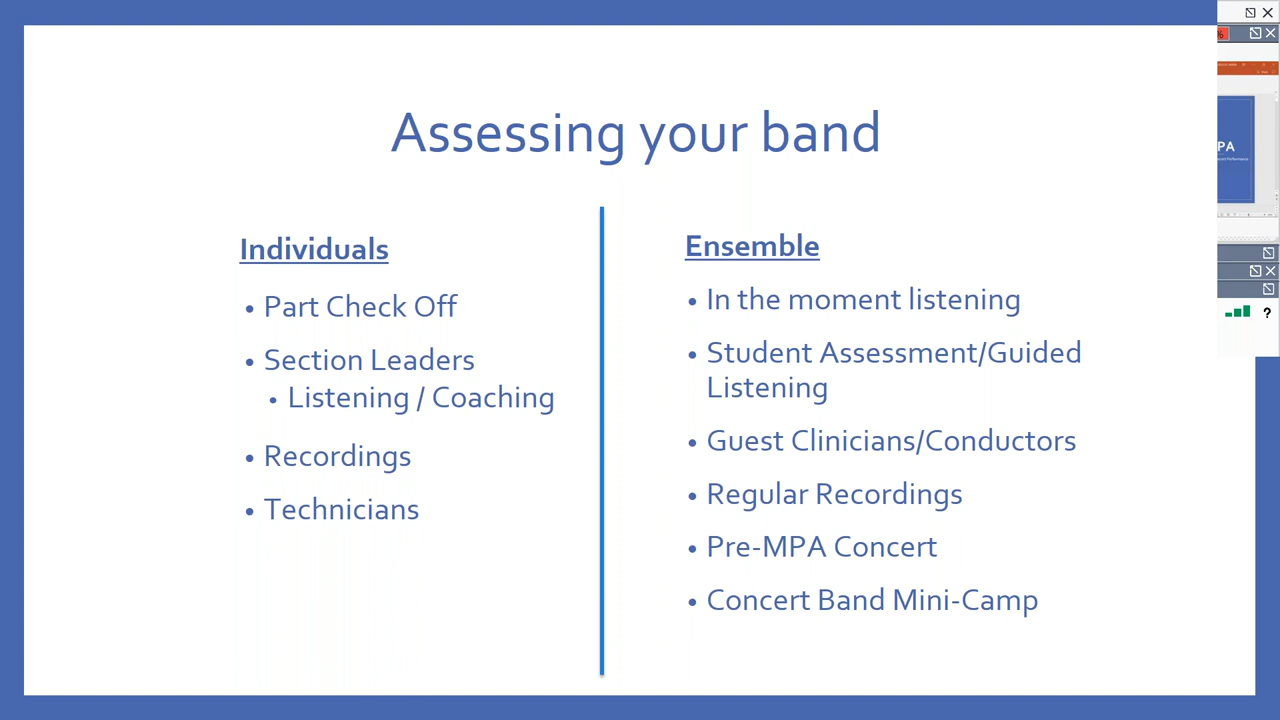 Assessing your band
Individuals
• Part Check Off
• Section Leaders
• Listening / Coaching
• Recordings
• Technicians
Ensemble
• In the moment listening
• Student Assessment/Guided
Listening
• Guest Clinicians/Conductors
• Regular Recordings
• Pre-MPA Concert
• Concert Band Mini-Camp
%
PA
?